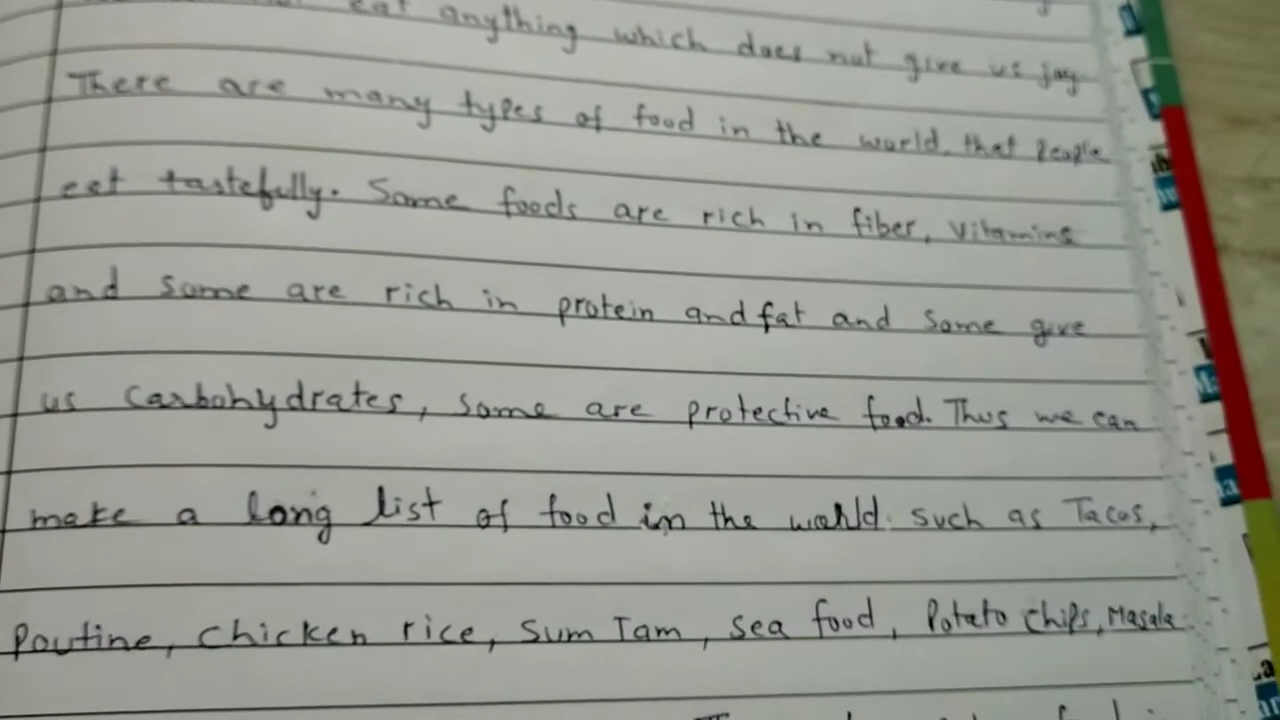 eat anything which does not give us joy
There are many types of food in the world, that people
eat tastefully. Some foods are rich in fiber, vitamins
and some are rich in protein and fat and some give
us carbohydrates, some are protective food. Thus we can
make a long list of food in the world. such as Tacos,
Poutine, chicken rice, Sum Tam, sea food, Potato chips, Masala